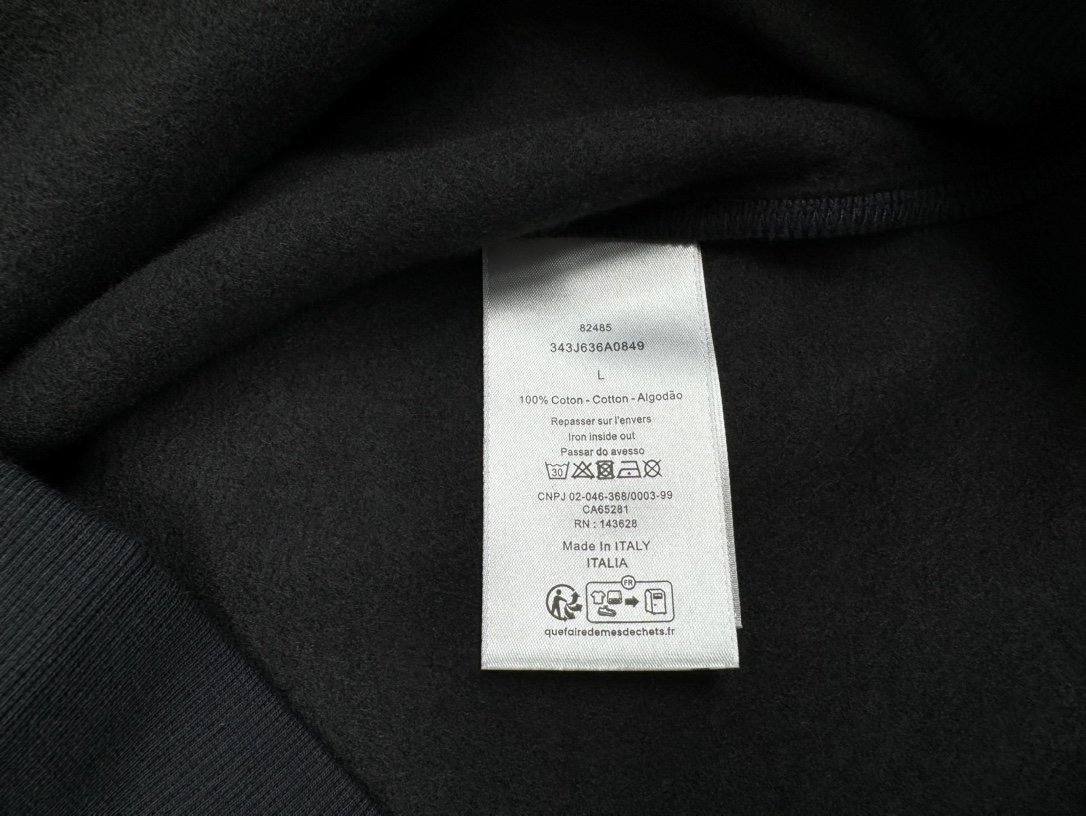 82485
343J636A0849
L
100% Coton - Cotton - Algodão
Repasser sur l'envers
Iron inside out
Passar do avesso
30
CNPJ 02-046-368/0003-99
CA65281
RN : 143628
Made In ITALY
ITALIA
FR
quefairedemesdechets.fr